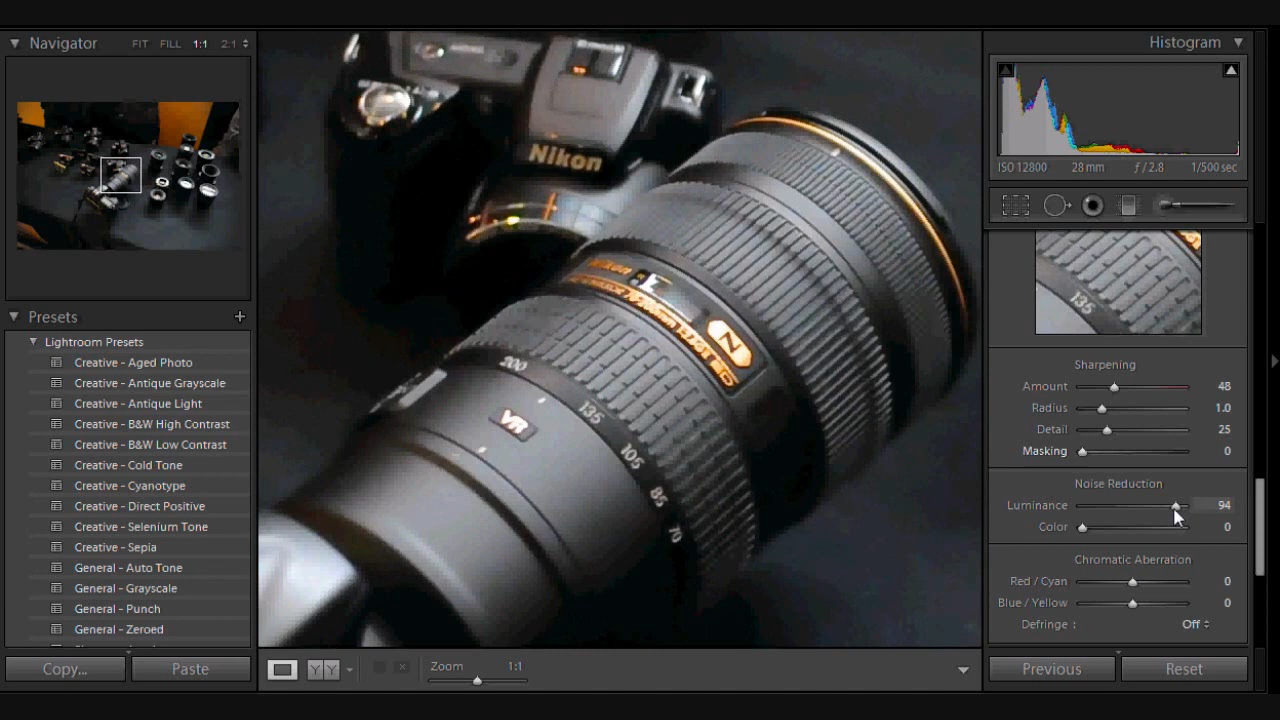 Navigator FIT FILL 1:1 2:1
Histogram
Nikon
ISO 12800 28 mm ƒ / 2.8 1/500 sec
Nikon
N
200
135
VR
105
85
70
135
Presets +
Lightroom Presets
Creative - Aged Photo
Creative - Antique Grayscale
Creative - Antique Light
Creative - B&W High Contrast
Creative - B&W Low Contrast
Creative - Cold Tone
Creative - Cyanotype
Creative - Direct Positive
Creative - Selenium Tone
Creative - Sepia
General - Auto Tone
General - Grayscale
General - Punch
General - Zeroed
Copy... Paste
Y Y
Zoom 1:1
Sharpening
Amount 48
Radius 1.0
Detail 25
Masking 0
Noise Reduction
Luminance 94
Color 0
Chromatic Aberration
Red / Cyan 0
Blue / Yellow 0
Defringe : Off
Previous Reset